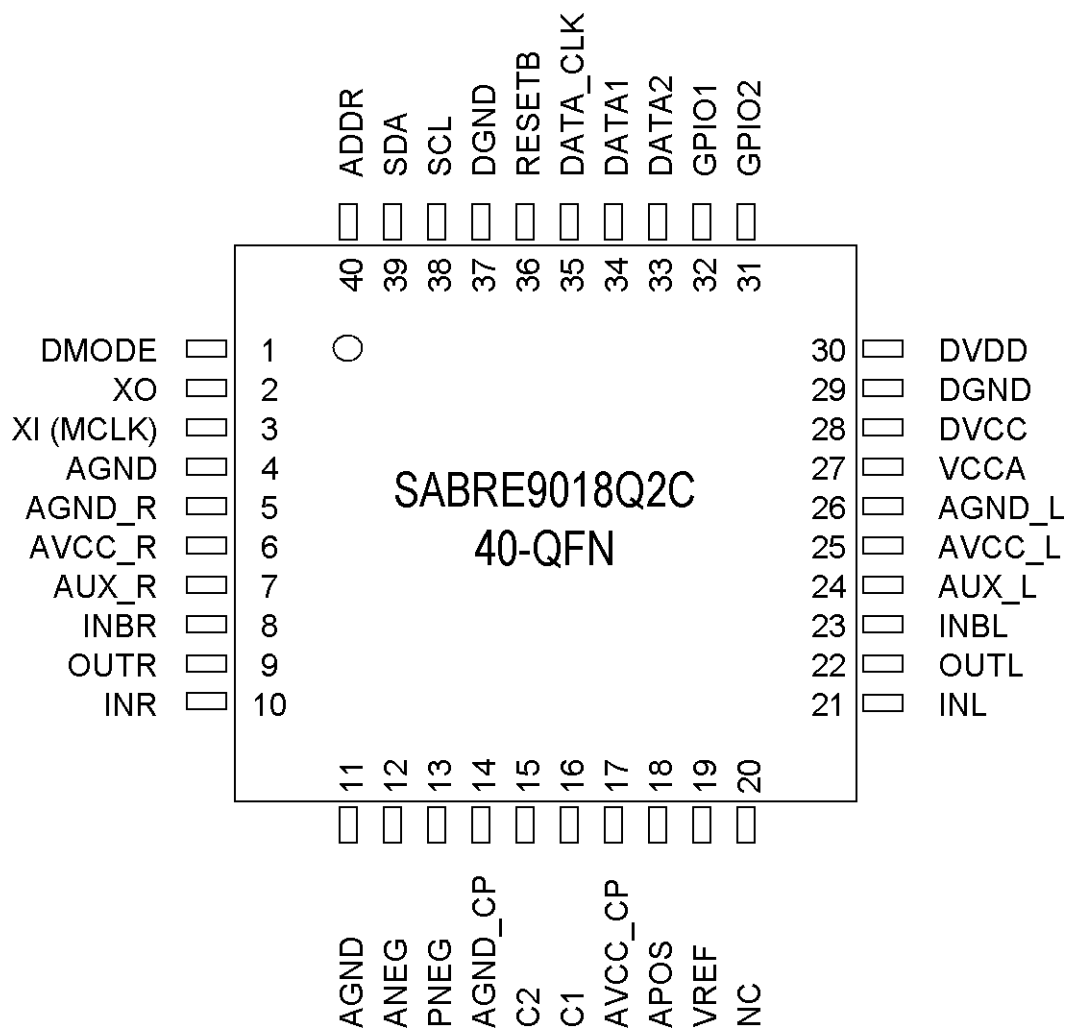 ADDR
SDA
SCL
DGND
RESETB
DATA_CLK
DATA1
DATA2
GPIO1
GPIO2
40
39
38
37
36
35
34
33
32
31
DMODE 1
XO 2
XI (MCLK) 3
AGND 4
AGND_R 5
AVCC_R 6
AUX_R 7
INBR 8
OUTR 9
INR 10
SABRE9018Q2C
40-QFN
30 DVDD
29 DGND
28 DVCC
27 VCCA
26 AGND_L
25 AVCC_L
24 AUX_L
23 INBL
22 OUTL
21 INL
11
12
13
14
15
16
17
18
19
20
AGND
ANEG
PNEG
AGND_CP
C2
C1
AVCC_CP
APOS
VREF
NC